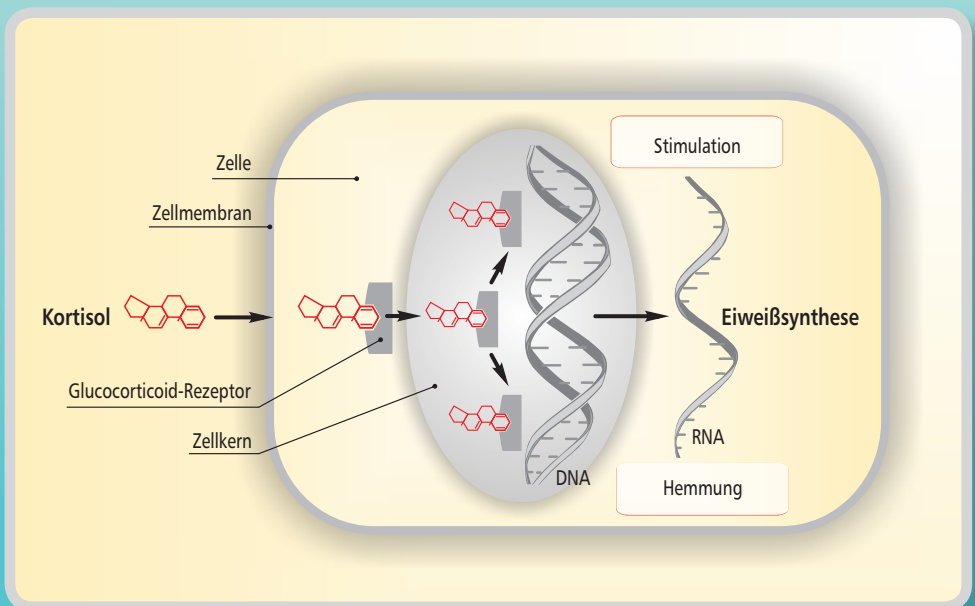 Stimulation
Zelle
Zellmembran
Kortisol
Eiweißsynthese
Glucocorticoid-Rezeptor
Zellkern
RNA
DNA
Hemmung